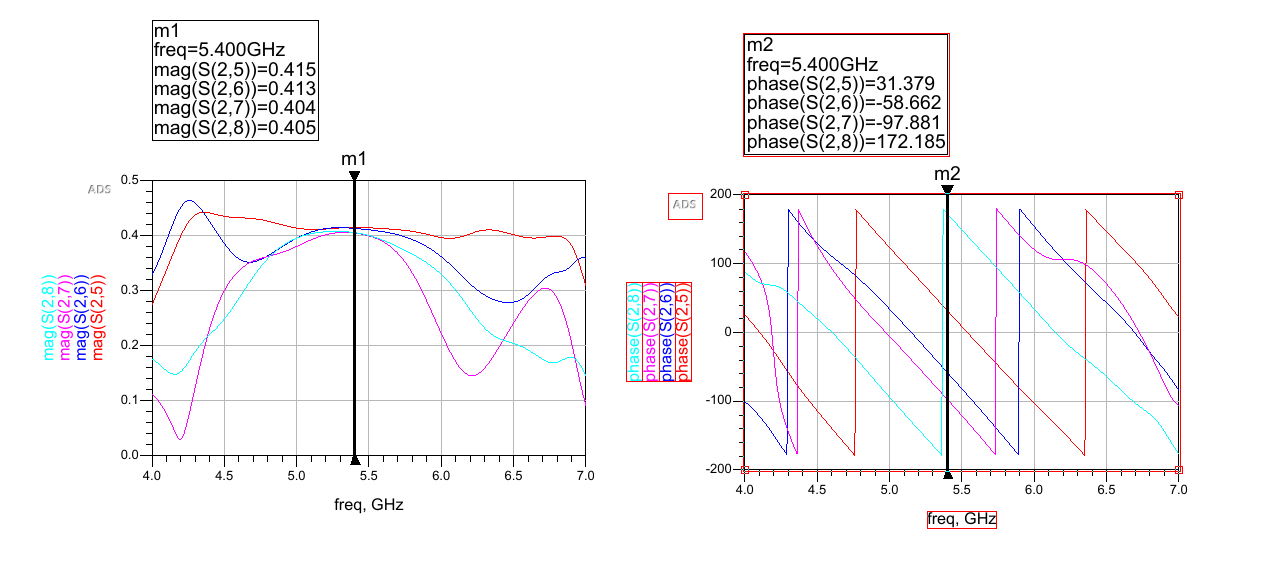 m1
freq=5.400GHz
mag(S(2,5))=0.415
mag(S(2,6))=0.413
mag(S(2,7))=0.404
mag(S(2,8))=0.405
m1
ADS
0.5
0.4
0.3
0.2
0.1
0.0
mag(S(2,8))
mag(S(2,7))
mag(S(2,6))
mag(S(2,5))
4.0 4.5 5.0 5.5 6.0 6.5 7.0
freq, GHz
m2
freq=5.400GHz
phase(S(2,5))=31.379
phase(S(2,6))=-58.662
phase(S(2,7))=-97.881
phase(S(2,8))=172.185
m2
ADS
200
100
0
-100
-200
phase(S(2,8))
phase(S(2,7))
phase(S(2,6))
phase(S(2,5))
4.0 4.5 5.0 5.5 6.0 6.5 7.0
freq, GHz